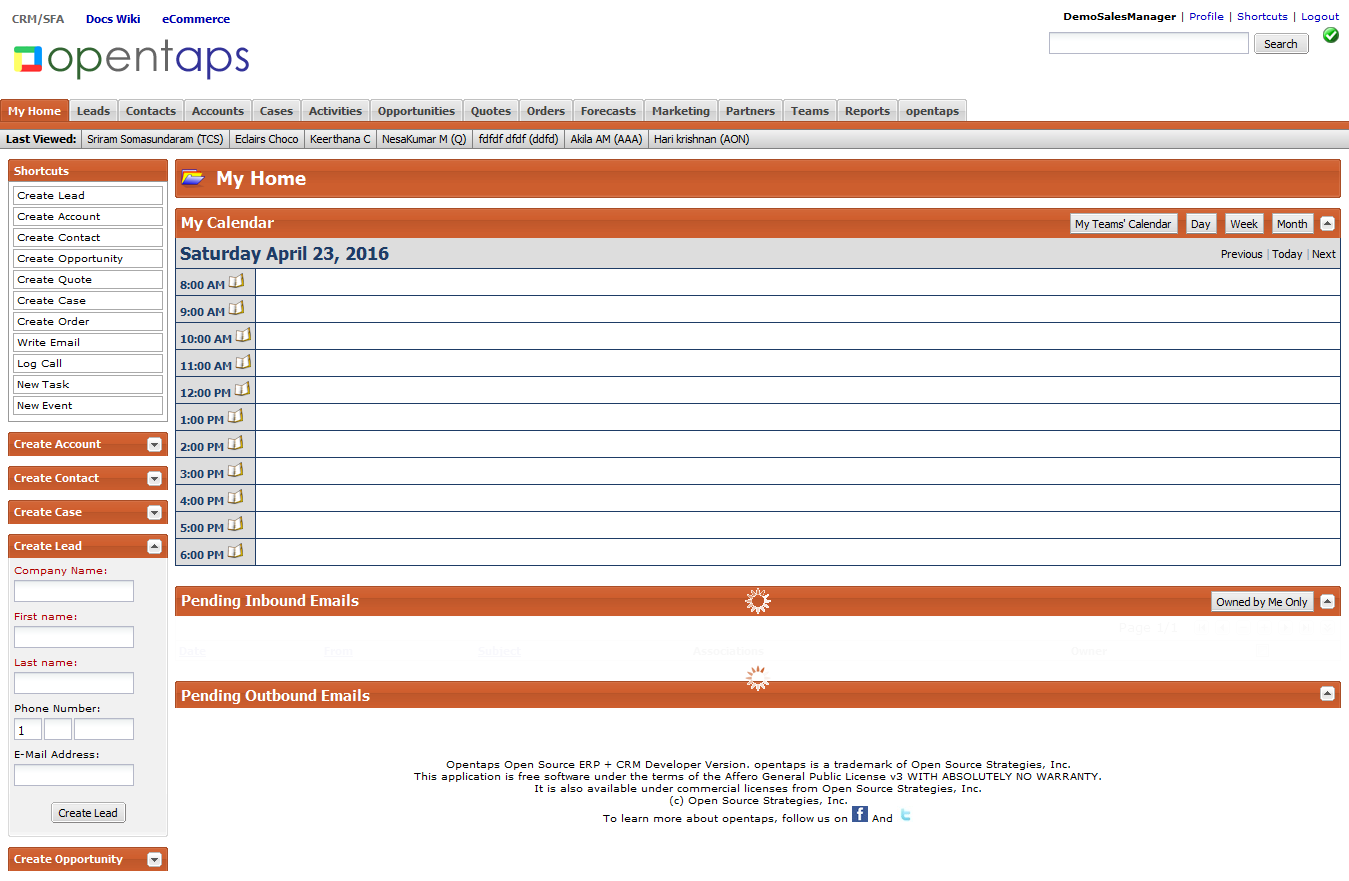 CRM/SFA Docs Wiki eCommerce
DemoSalesManager | Profile | Shortcuts | Logout
opentaps
Search
My Home Leads Contacts Accounts Cases Activities Opportunities Quotes Orders Forecasts Marketing Partners Teams Reports opentaps
Last Viewed: Sriram Somasundaram (TCS) Eclairs Choco Keerthana C NesaKumar M (Q) fdfdf dfdf (ddfd) Akila AM (AAA) Hari krishnan (AON)
Shortcuts
Create Lead
Create Account
Create Contact
Create Opportunity
Create Quote
Create Case
Create Order
Write Email
Log Call
New Task
New Event
Create Account
Create Contact
Create Case
Create Lead
Company Name:
First name:
Last name:
Phone Number:
1
E-Mail Address:
Create Lead
Create Opportunity
My Home
My Calendar
My Teams' Calendar Day Week Month
Saturday April 23, 2016
Previous | Today | Next
8:00 AM
9:00 AM
10:00 AM
11:00 AM
12:00 PM
1:00 PM
2:00 PM
3:00 PM
4:00 PM
5:00 PM
6:00 PM
Pending Inbound Emails
Owned by Me Only
Date From Subject Associations Owner
Pending Outbound Emails
Opentaps Open Source ERP + CRM Developer Version. opentaps is a trademark of Open Source Strategies, Inc.
This application is free software under the terms of the Affero General Public License v3 WITH ABSOLUTELY NO WARRANTY.
It is also available under commercial licenses from Open Source Strategies, Inc.
(c) Open Source Strategies, Inc.
To learn more about opentaps, follow us on f And t